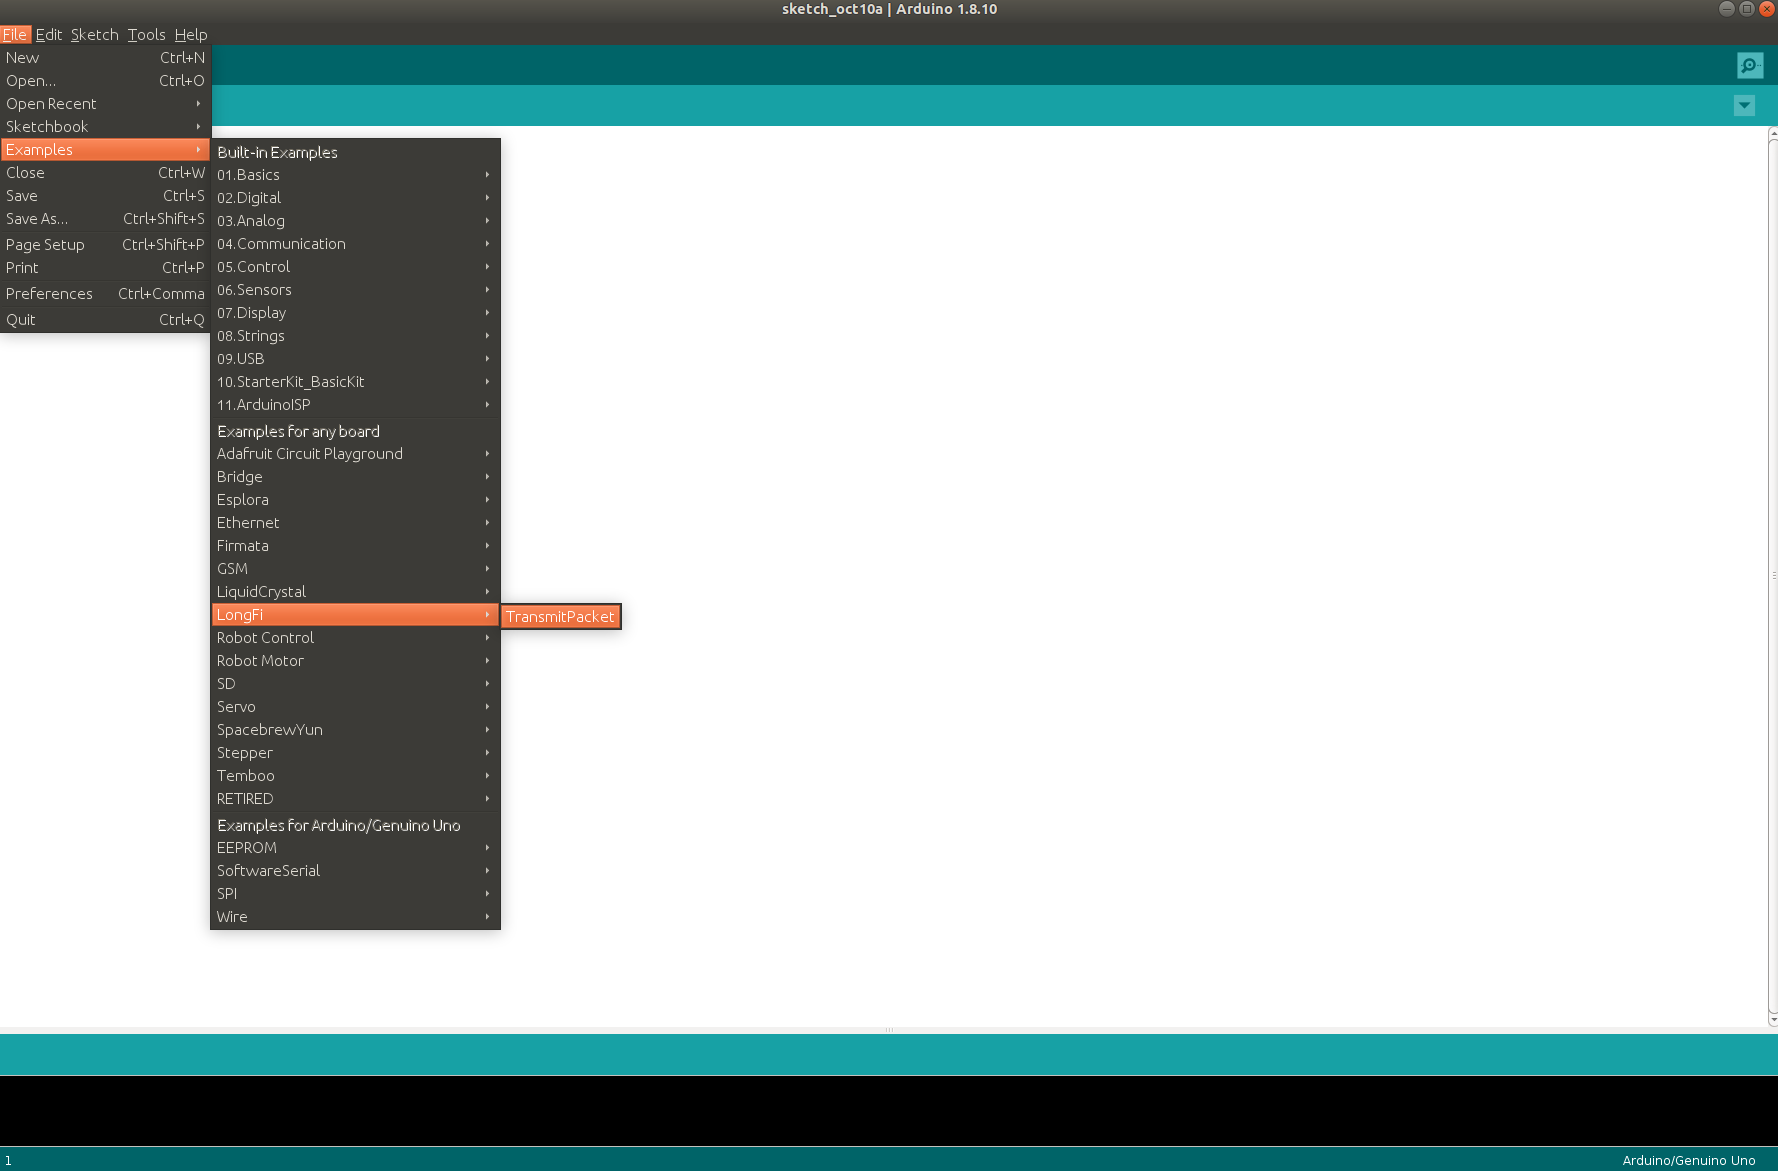 sketch_oct10a | Arduino 1.8.10
File Edit Sketch Tools Help
New Ctrl+N
Open... Ctrl+O
Open Recent
Sketchbook
Examples
Close Ctrl+W
Save Ctrl+S
Save As... Ctrl+Shift+S
Page Setup Ctrl+Shift+P
Print Ctrl+P
Preferences Ctrl+Comma
Quit Ctrl+Q
Built-in Examples
01.Basics
02.Digital
03.Analog
04.Communication
05.Control
06.Sensors
07.Display
08.Strings
09.USB
10.StarterKit_BasicKit
11.ArduinoISP
Examples for any board
Adafruit Circuit Playground
Bridge
Esplora
Ethernet
Firmata
GSM
LiquidCrystal
LongFi
TransmitPacket
Robot Control
Robot Motor
SD
Servo
SpacebrewYun
Stepper
Temboo
RETIRED
Examples for Arduino/Genuino Uno
EEPROM
SoftwareSerial
SPI
Wire
1 Arduino/Genuino Uno